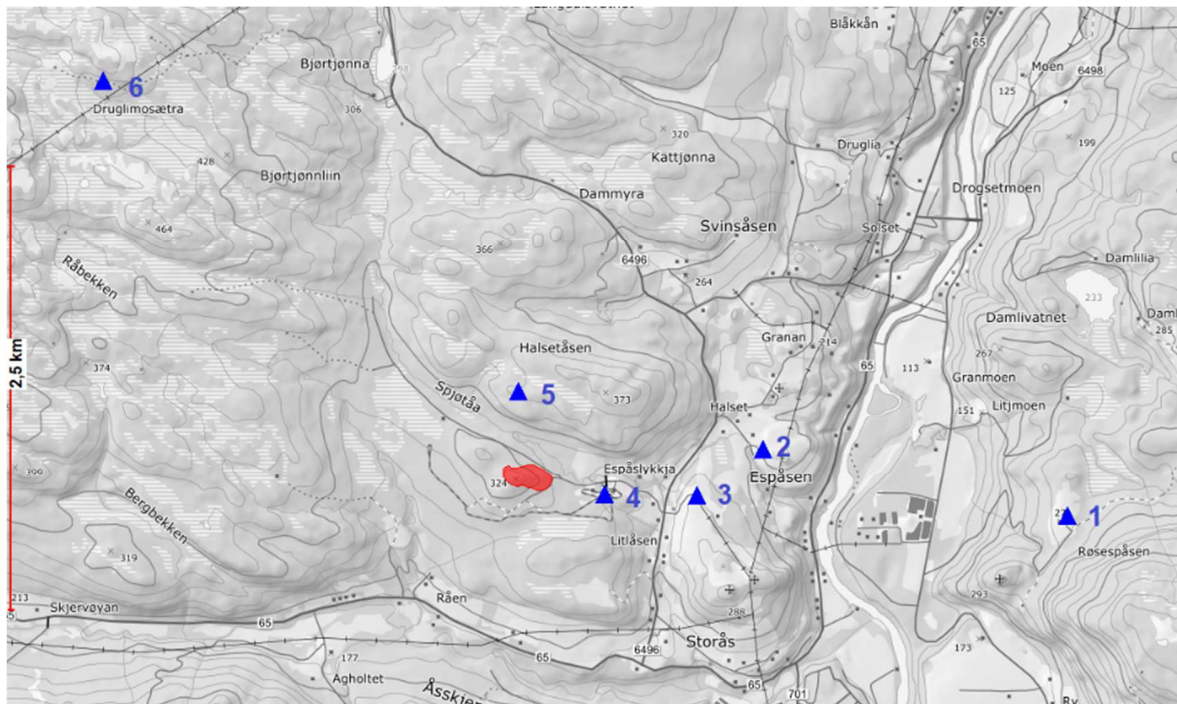 Blåkkån
65
Bjørtjønna
298
Moen
6498
6
Druglimosætra
306
125
320
Kattjønna
Druglia
199
428
Bjørtjønnliin
Dammyra
Drogsetmoen
464
366
Svinsåsen
Solset
6496
Råbekken
264
Damlilia
233
Damlivatnet
285
2,5 km
374
Halsetåsen
Granan
214
267
65
113
Granmoen
Spjøtåa
5
373
Halset
151
Litjmoen
2
Espåslykkja
Espåsen
324
4
3
1
Bergbekken
Litlåsen
Røsespåsen
319
293
213
Skjervøyan
65
Råen
288
Storås
6496
173
65
177
Agholtet
65
701